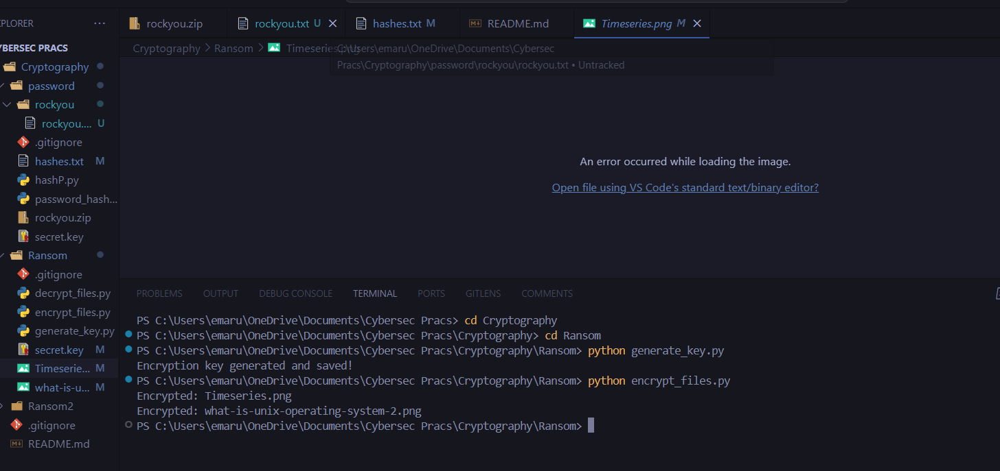 XPLORER ...
rockyou.zip
rockyou.txt U
hashes.txt M
README.md
Timeseries.png M
YBERSEC PRACS
Cryptography
password
rockyou
rockyou.... U
.gitignore
hashes.txt M
hashP.py
password_hash...
rockyou.zip
secret.key
Ransom
.gitignore
decrypt_files.py
encrypt_files.py
generate_key.py
secret.key M
Timeserie... M
what-is-u... M
Ransom2
.gitignore
README.md
Cryptography > Ransom > Timeseries.png
C:\Users\emaru\OneDrive\Documents\Cybersec
Pracs\Cryptography\password\rockyou\rockyou.txt • Untracked
An error occurred while loading the image.
Open file using VS Code's standard text/binary editor?
PROBLEMS OUTPUT DEBUG CONSOLE TERMINAL PORTS GITLENS COMMENTS
PS C:\Users\emaru\OneDrive\Documents\Cybersec Pracs> cd Cryptography
PS C:\Users\emaru\OneDrive\Documents\Cybersec Pracs\Cryptography> cd Ransom
PS C:\Users\emaru\OneDrive\Documents\Cybersec Pracs\Cryptography\Ransom> python generate_key.py
Encryption key generated and saved!
PS C:\Users\emaru\OneDrive\Documents\Cybersec Pracs\Cryptography\Ransom> python encrypt_files.py
Encrypted: Timeseries.png
Encrypted: what-is-unix-operating-system-2.png
PS C:\Users\emaru\OneDrive\Documents\Cybersec Pracs\Cryptography\Ransom>